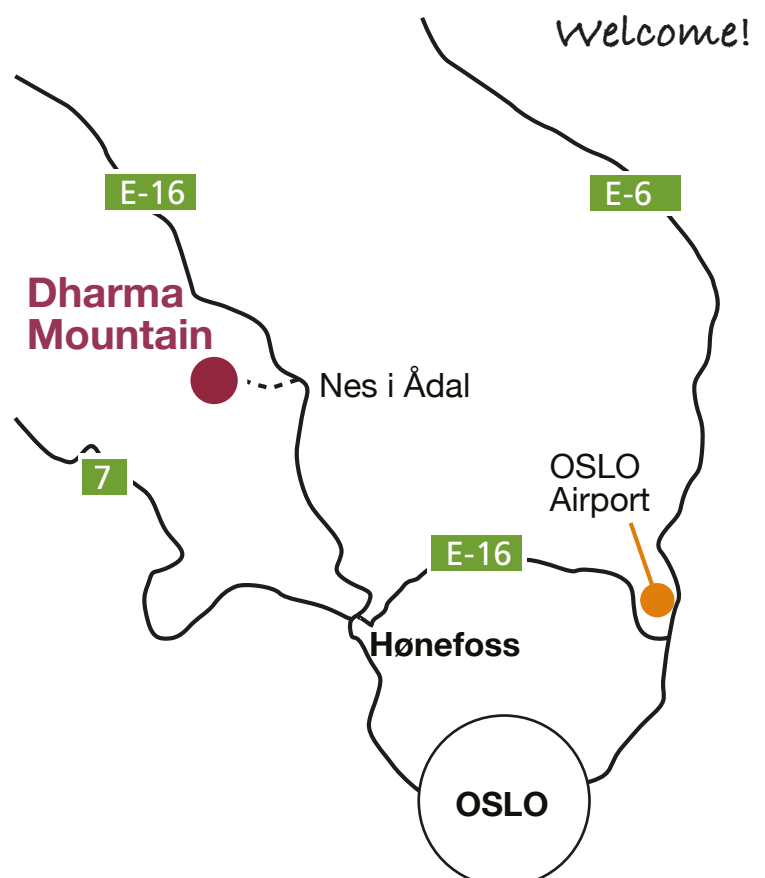 Welcome!
E-16
E-6
Dharma
Mountain
Nes i Ådal
7
OSLO
Airport
E-16
Hønefoss
OSLO